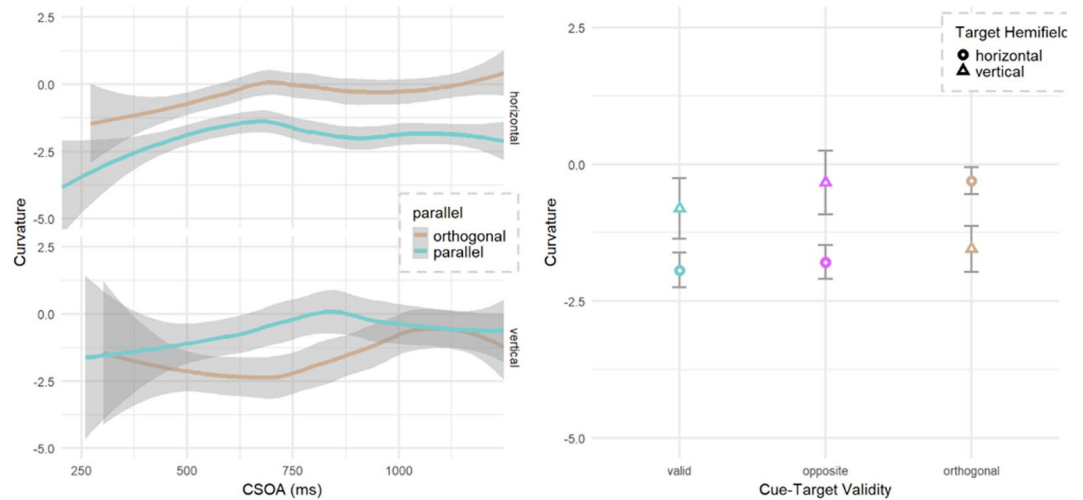 2.5
0.0
-2.5
-5.0
horizontal
Curvature
parallel
orthogonal
parallel
2.5
0.0
-2.5
-5.0
vertical
250
500
750
1000
CSOA (ms)
2.5
0.0
-2.5
-5.0
Curvature
Target Hemifield
horizontal
vertical
valid
opposite
orthogonal
Cue-Target Validity